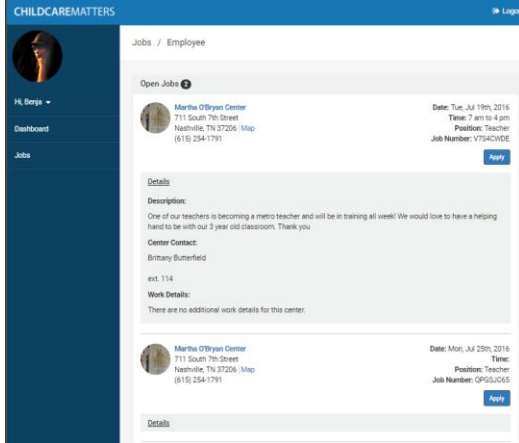 CHILDCAREMATTERS
Logo
Jobs / Employee
Hi, Benja
Dashboard
Jobs
Open Jobs 2
Martha O'Bryan Center
711 South 7th Street
Nashville, TN 37206 | Map
(615) 254-1791
Date: Tue, Jul 19th, 2016
Time: 7 am to 4 pm
Position: Teacher
Job Number: V7S4CWDE
Apply
Details
Description:
One of our teachers is becoming a metro teacher and will be in training all week! We would love to have a helping
hand to be with our 3 year old classroom. Thank you
Center Contact:
Brittany Butterfield
ext. 114
Work Details:
There are no additional work details for this center.
Martha O'Bryan Center
711 South 7th Street
Nashville, TN 37206 | Map
(615) 254-1791
Date: Mon, Jul 25th, 2016
Time:
Position: Teacher
Job Number: QPGSJC65
Apply
Details